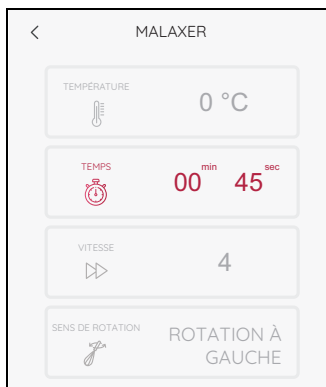 MALAXER
TEMPÉRATURE
0 °C
TEMPS
00 min 45 sec
VITESSE
4
SENS DE ROTATION
ROTATION À
GAUCHE